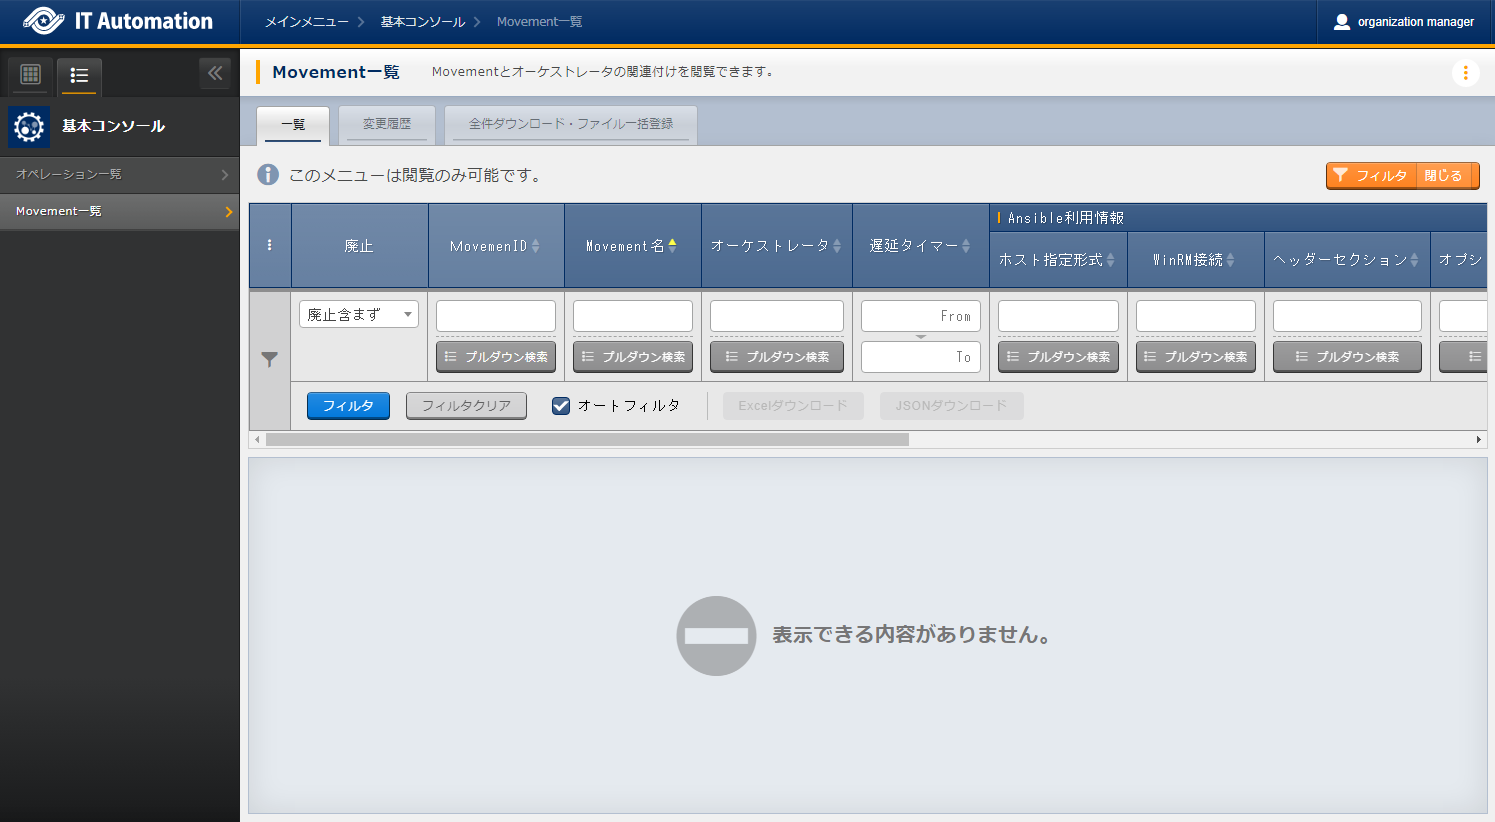 IT Automation
メインメニュー
基本コンソール
Movement一覧
organization manager
基本コンソール
オペレーション一覧
Movement一覧
Movement一覧
Movementとオーケストレータの関連付けを閲覧できます。
一覧
変更履歴
全件ダウンロード・ファイル一括登録
このメニューは閲覧のみ可能です。
フィルタ 閉じる
Ansible利用情報
廃止
MovemenID
Movement名
オーケストレータ
遅延タイマー
ホスト指定形式
WinRM接続
ヘッダーセクション
オプシ
廃止含まず
From
プルダウン検索
プルダウン検索
プルダウン検索
To
プルダウン検索
プルダウン検索
プルダウン検索
フィルタ
フィルタクリア
オートフィルタ
Excelダウンロード
JSONダウンロード
表示できる内容がありません。